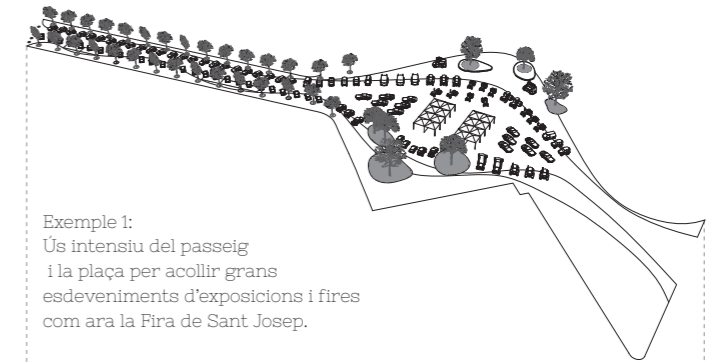 Exemple 1:
Ús intensiu del passeig
i la plaça per acollir grans
esdeveniments d'exposicions i fires
com ara la Fira de Sant Josep.